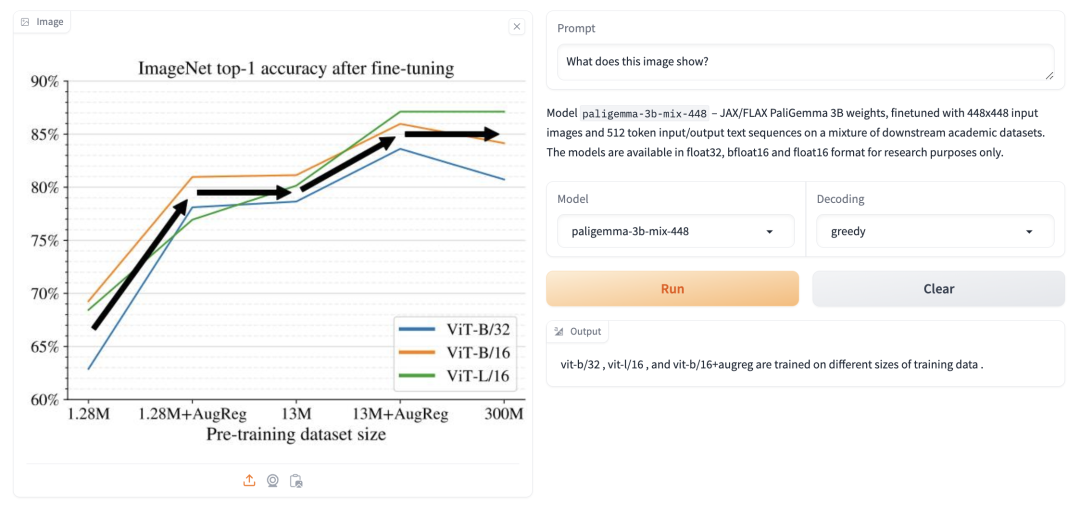 Image
ImageNet top-1 accuracy after fine-tuning
90%
85%
80%
75%
70%
65%
60%
ViT-B/32
ViT-B/16
ViT-L/16
1.28M 1.28M+AugReg 13M 13M+AugReg 300M
Pre-training dataset size
Prompt
What does this image show?
Model paligemma-3b-mix-448 – JAX/FLAX PaliGemma 3B weights, finetuned with 448x448 input
images and 512 token input/output text sequences on a mixture of downstream academic datasets.
The models are available in float32, bfloat16 and float16 format for research purposes only.
Model
paligemma-3b-mix-448
Decoding
greedy
Run
Clear
Output
vit-b/32 , vit-l/16 , and vit-b/16+augreg are trained on different sizes of training data .